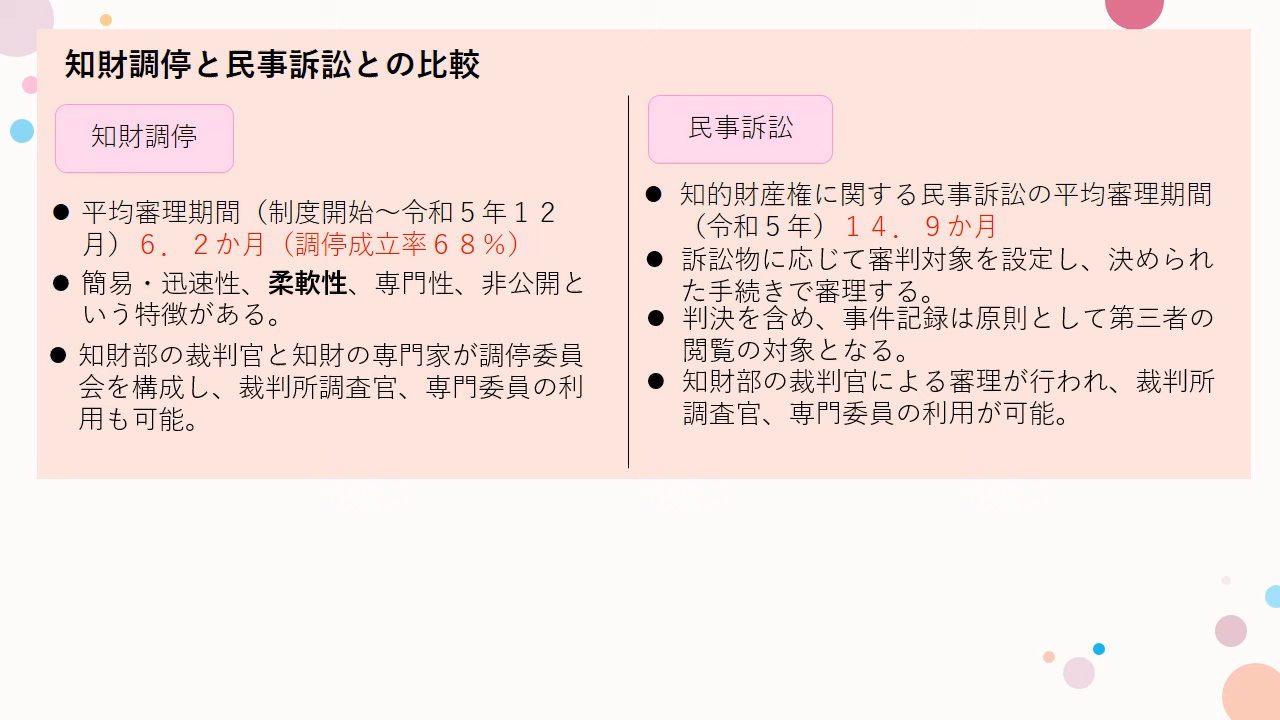 知財調停と民事訴訟との比較
知財調停
● 平均審理期間（制度開始～令和５年１２
月）６．２か月（調停成立率６８％）
● 簡易・迅速性、柔軟性、専門性、非公開と
いう特徴がある。
● 知財部の裁判官と知財の専門家が調停委員
会を構成し、裁判所調査官、専門委員の利
用も可能。
民事訴訟
● 知的財産権に関する民事訴訟の平均審理期間
（令和５年）１４．９か月
● 訴訟物に応じて審判対象を設定し、決められ
た手続きで審理する。
● 判決を含め、事件記録は原則として第三者の
閲覧の対象となる。
● 知財部の裁判官による審理が行われ、裁判所
調査官、専門委員の利用が可能。